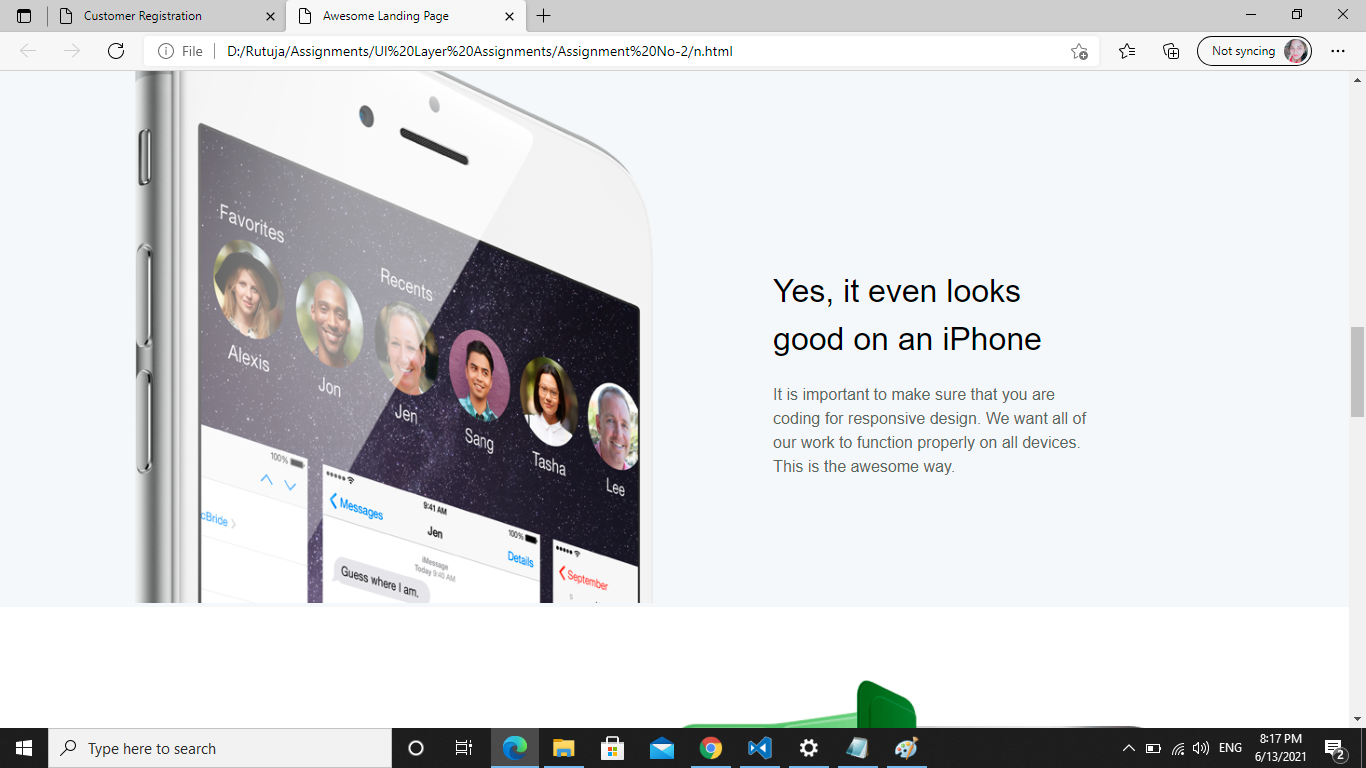 Customer Registration
Awesome Landing Page
File
D:/Rutuja/Assignments/UI%20Layer%20Assignments/Assignment%20No-2/n.html
Not syncing
Favorites
Recents
Alexis
Jon
Jen
Sang
Tasha
Lee
100%
cBride
9:41 AM
100%
Messages
Jen
Details
iMessage
Today 9:40 AM
Guess where I am.
September
S
Yes, it even looks
good on an iPhone
It is important to make sure that you are
coding for responsive design. We want all of
our work to function properly on all devices.
This is the awesome way.
Type here to search
ENG
8:17 PM
6/13/2021
2